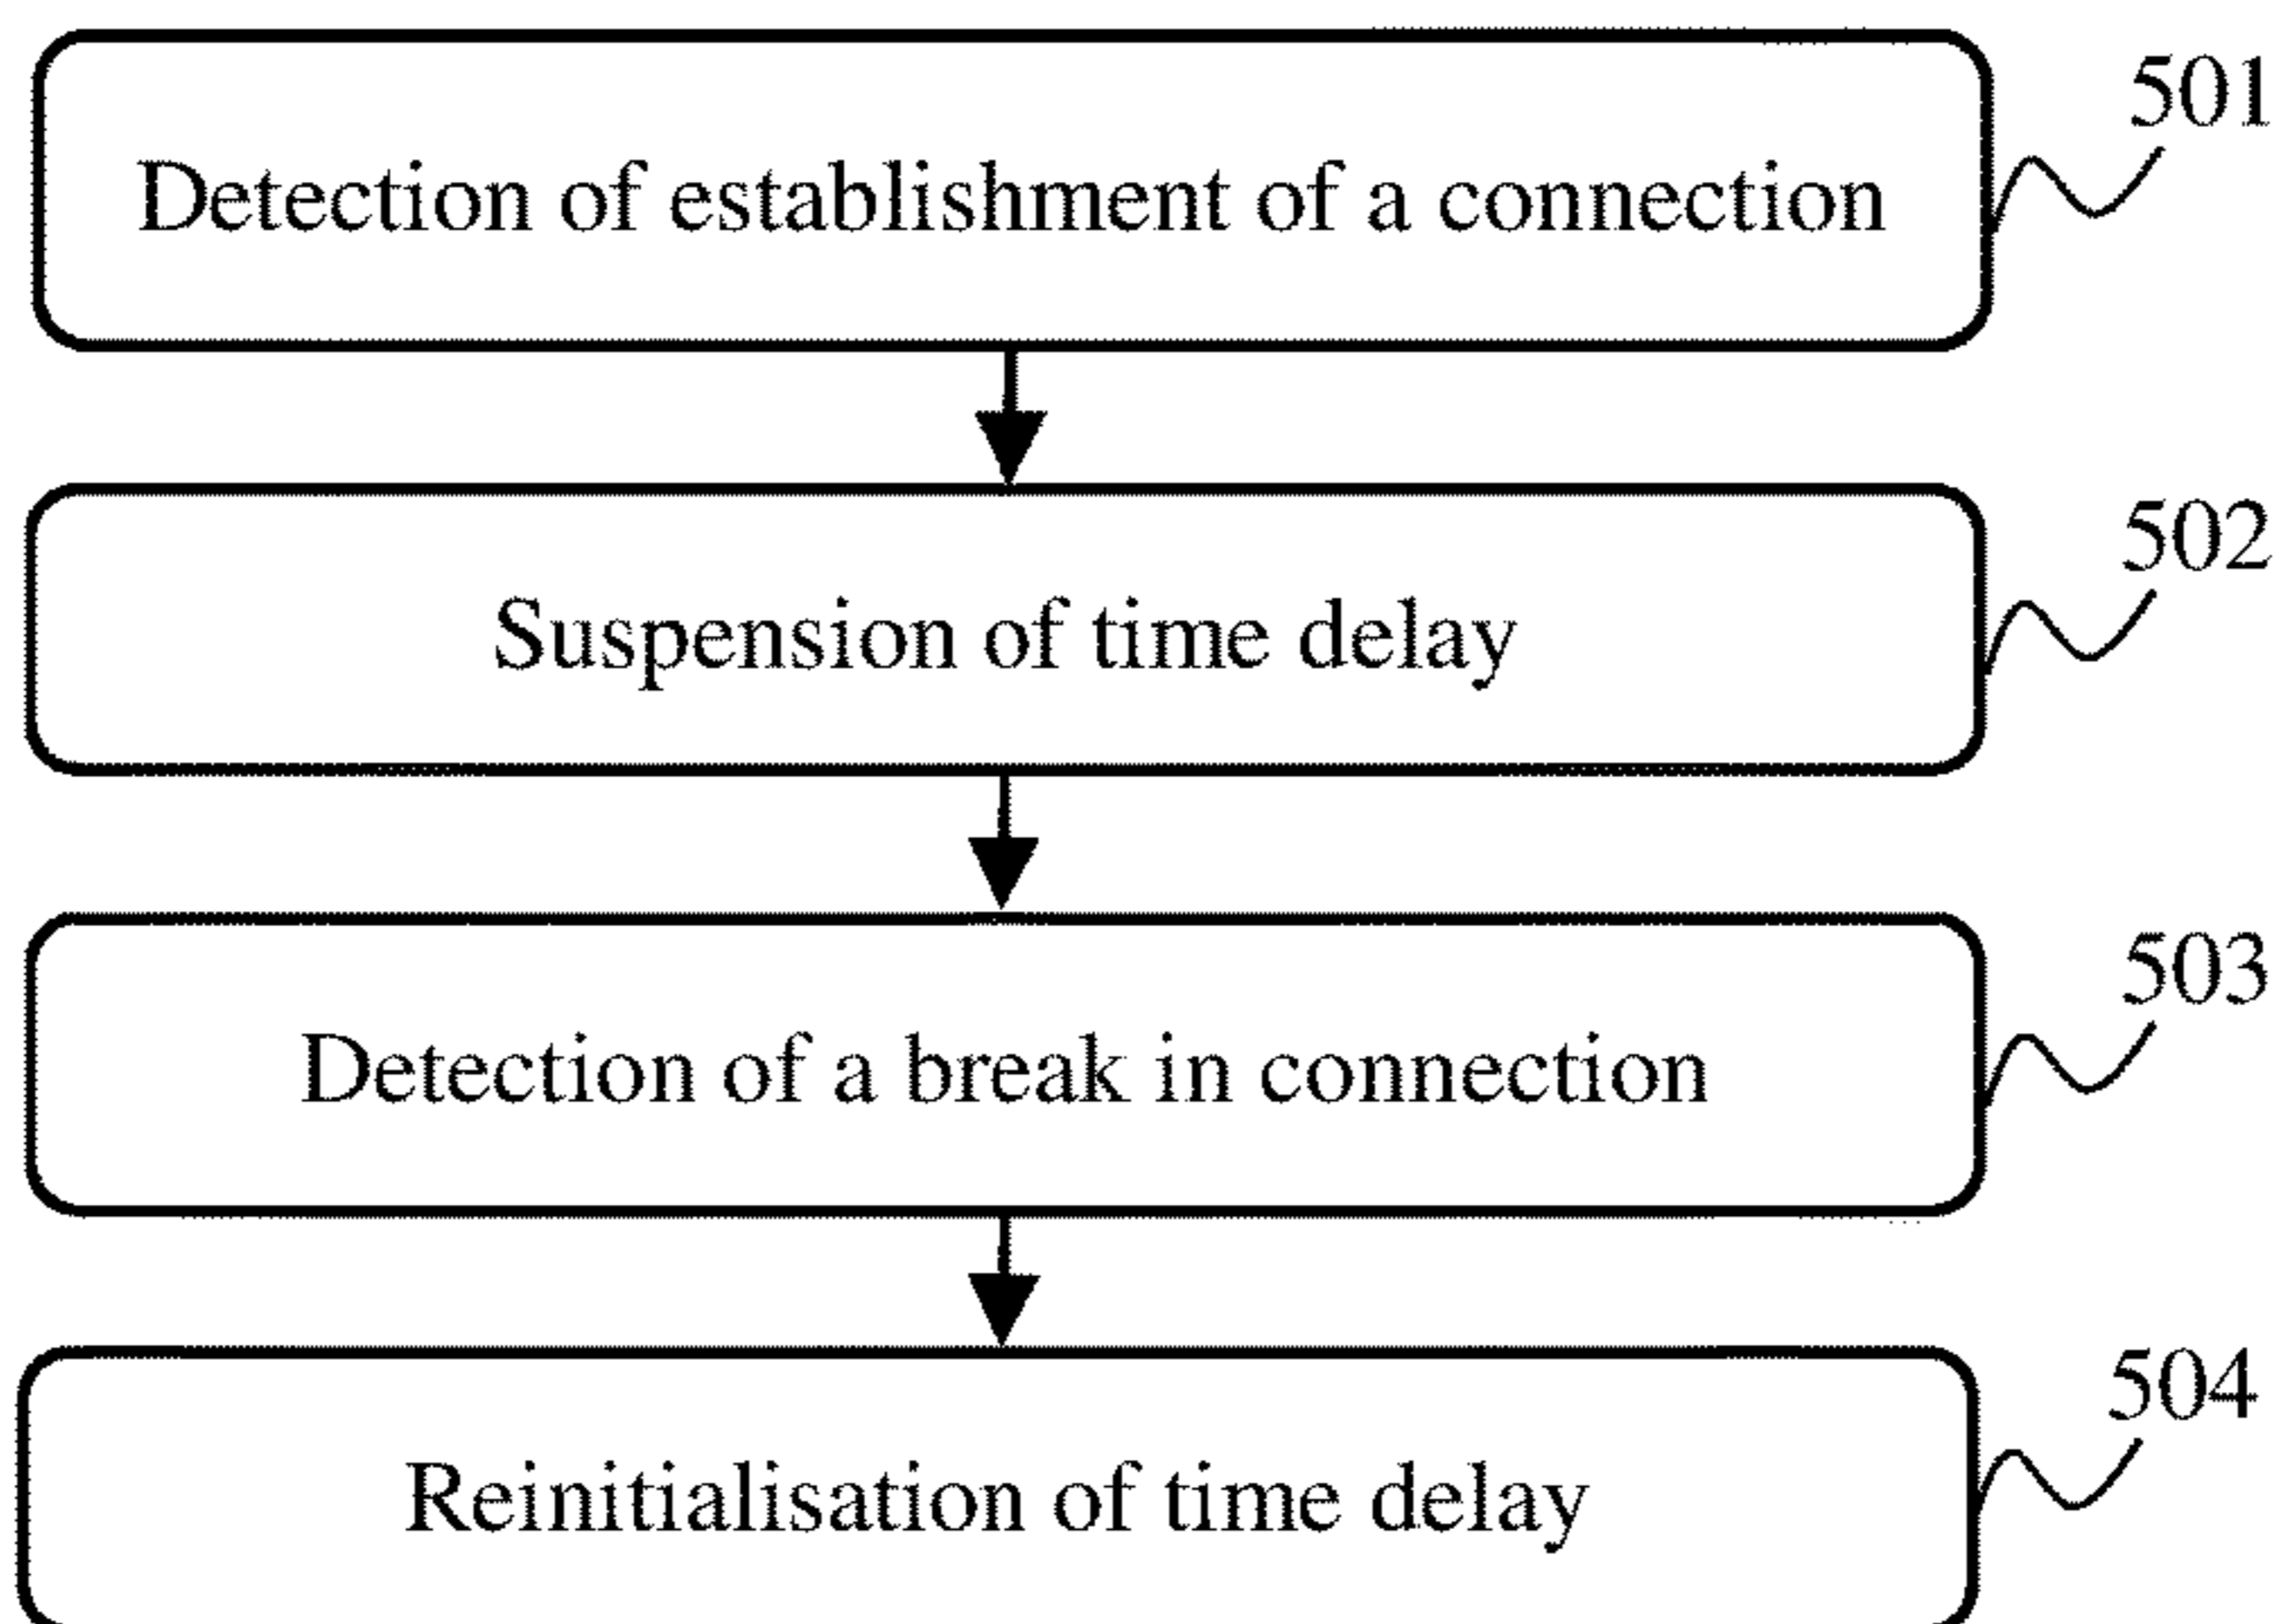 501
Detection of establishment of a connection
502
Suspension of time delay
503
Detection of a break in connection
504
Reinitialisation of time delay